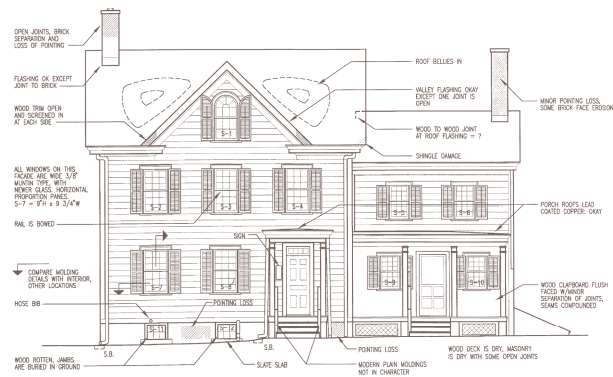 OPEN JOINTS, BRICK
SEPARATION AND
LOSS OF POINTING
FLASHING OK EXCEPT
JOINT TO BRICK
WOOD TRIM OPEN
AND SCREENED IN
AT EACH SIDE
ALL WINDOWS ON THIS
FACADE ARE WIDE 3/8"
MUNTIN TYPE, WITH
NEWER GLASS. HORIZONTAL
PROPORTION PANES.
S-7 = 9"H x 9 3/4"W
RAIL IS BOWED
COMPARE MOLDING
DETAILS WITH INTERIOR,
OTHER LOCATIONS
HOSE BIB
WOOD ROTTEN, JAMBS
ARE BURIED IN GROUND
S.B.
POINTING LOSS
SIGN
S-1
S-2
S-3
S-4
S-5
S-6
S-7
S-8
S-9
S-10
S-11
S-12
S.B.
SLATE SLAB
POINTING LOSS
MODERN PLAIN MOLDINGS
NOT IN CHARACTER
ROOF BELLIES IN
VALLEY FLASHING OKAY
EXCEPT ONE JOINT IS
OPEN
WOOD TO WOOD JOINT
AT ROOF FLASHING = ?
SHINGLE DAMAGE
MINOR POINTING LOSS,
SOME BRICK FACE EROSION
PORCH ROOFS LEAD
COATED COPPER: OKAY
WOOD CLAPBOARD FLUSH
FACED W/MINOR
SEPARATION OF JOINTS,
SEAMS COMPOUNDED
WOOD DECK IS DRY, MASONRY
IS DRY WITH SOME OPEN JOINTS